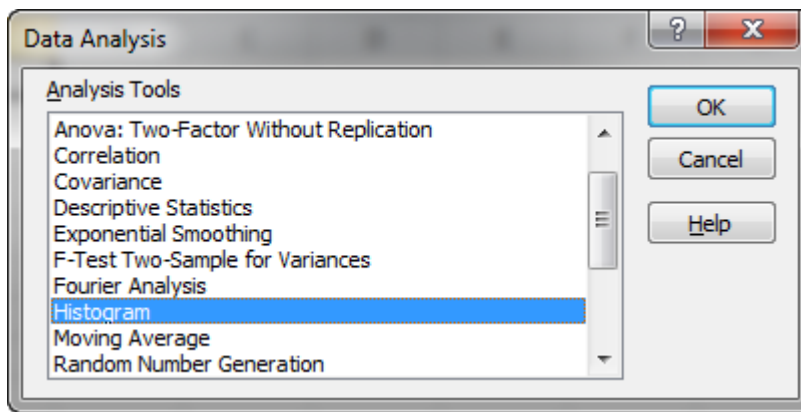 Data Analysis
Analysis Tools
Anova: Two-Factor Without Replication
Correlation
Covariance
Descriptive Statistics
Exponential Smoothing
F-Test Two-Sample for Variances
Fourier Analysis
Histogram
Moving Average
Random Number Generation
OK
Cancel
Help